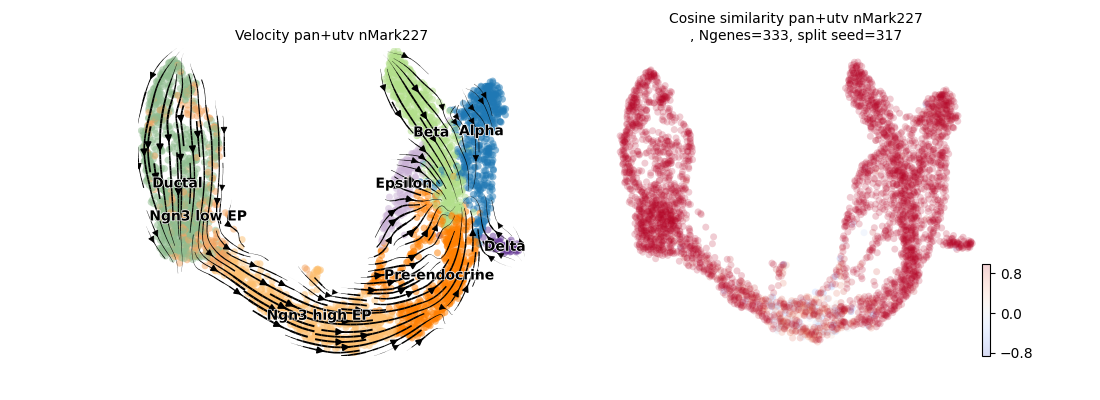 Velocity pan+utv nMark227
Beta
Alpha
Ductal
Epsilon
Ngn3 low EP
Delta
Pre-endocrine
Ngn3 high EP
Cosine similarity pan+utv nMark227
, Ngenes=333, split seed=317
0.8
0.0
−0.8